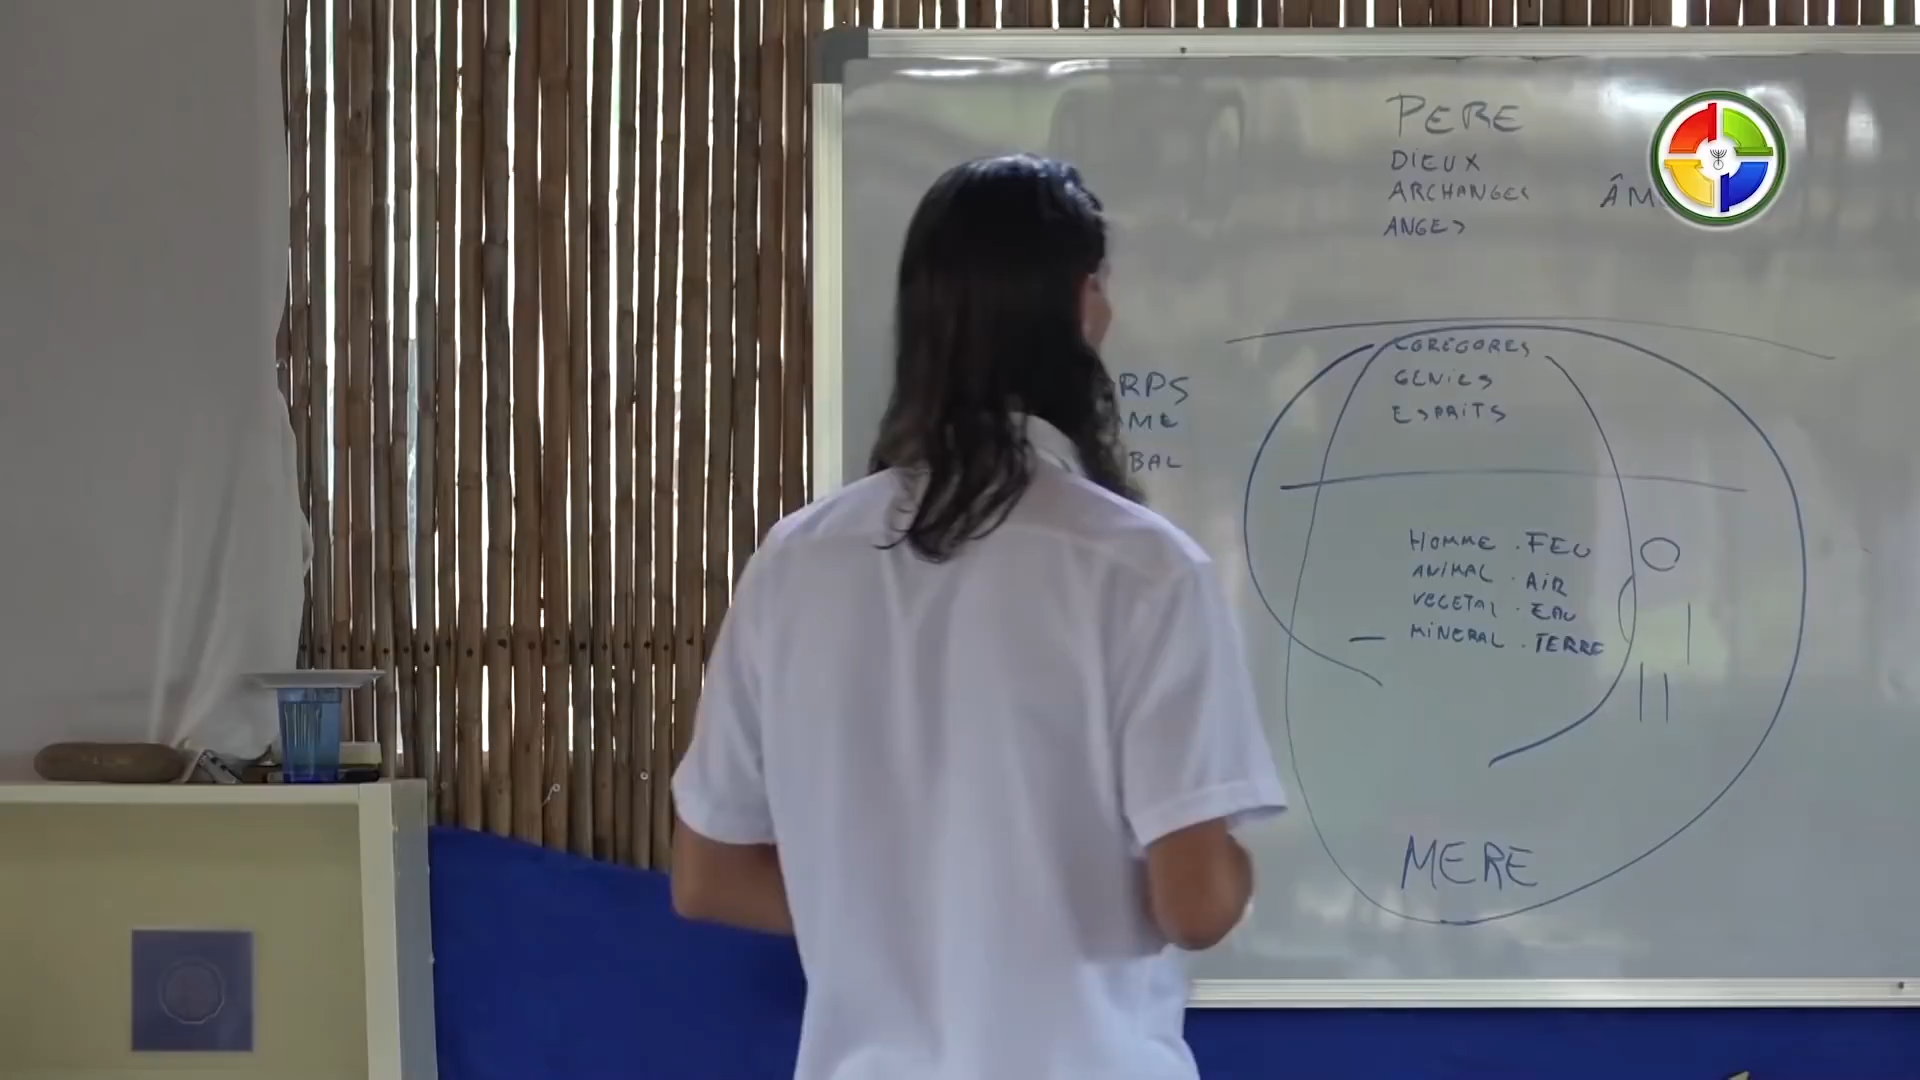 PERE
DIEUX
ARCHANGES
ANGES
EGREGORES
GENIES
ESPRITS
RPS
ME
BAL
HOMME . FEU
ANIMAL . AIR
VEGETAL . EAU
MINERAL . TERRE
MERE